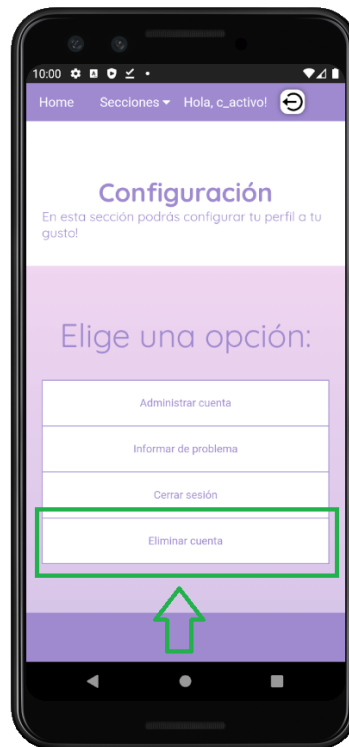 10:00
Home Secciones Hola, c_activo!
Configuración
En esta sección podrás configurar tu perfil a tu
gusto!
Elige una opción:
Administrar cuenta
Informar de problema
Cerrar sesión
Eliminar cuenta